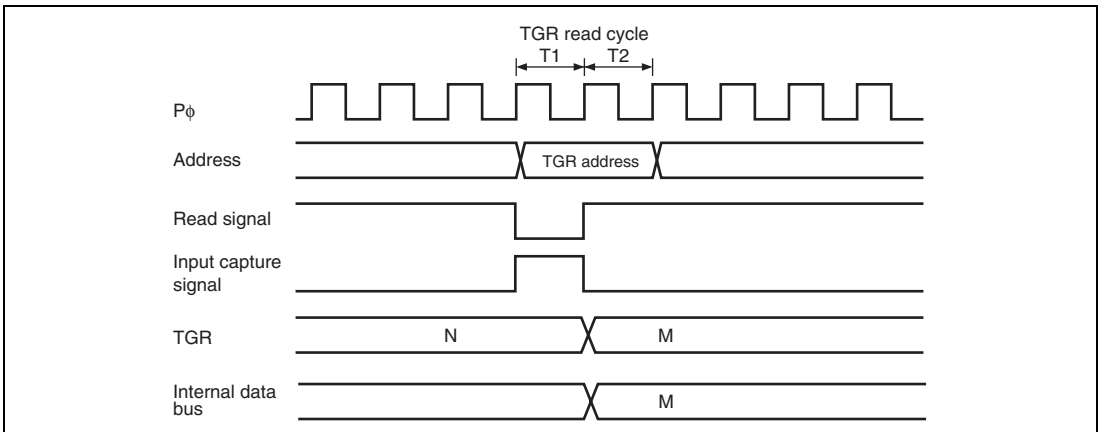 TGR read cycle
T1 T2
Pϕ
Address
TGR address
Read signal
Input capture
signal
TGR
N M
Internal data
bus
M